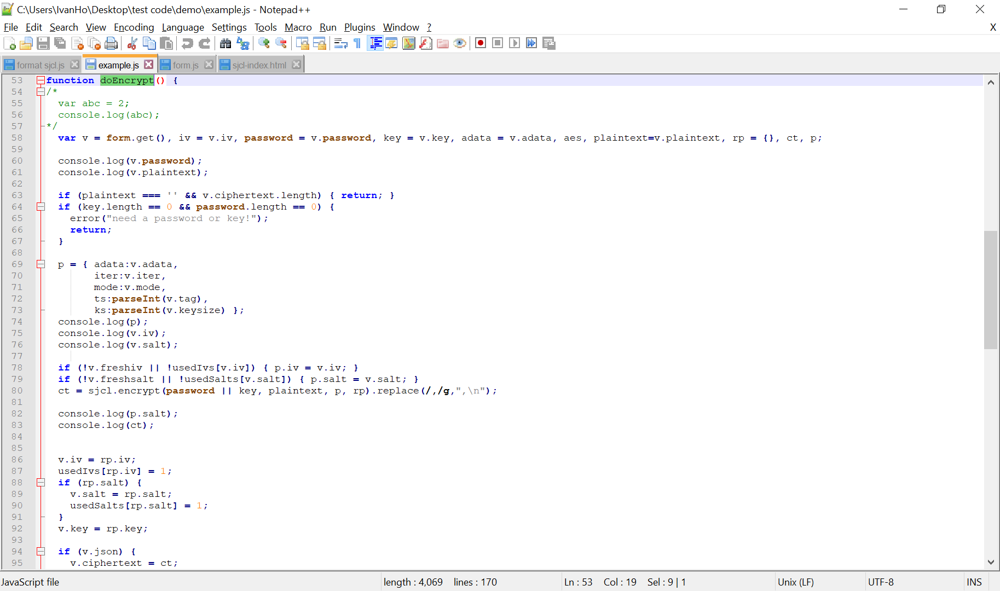 C:\Users\IvanHo\Desktop\test code\demo\example.js - Notepad++
File Edit Search View Encoding Language Settings Tools Macro Run Plugins Window ? X
format sjcl.js example.js form.js sjcl-index.html
53 function doEncrypt() {
54 /*
55 var abc = 2;
56 console.log(abc);
57 */
58 var v = form.get(), iv = v.iv, password = v.password, key = v.key, adata = v.adata, aes, plaintext=v.plaintext, rp = {}, ct, p;
59
60 console.log(v.password);
61 console.log(v.plaintext);
62
63 if (plaintext === '' && v.ciphertext.length) { return; }
64 if (key.length == 0 && password.length == 0) {
65 error("need a password or key!");
66 return;
67 }
68
69 p = { adata:v.adata,
70 iter:v.iter,
71 mode:v.mode,
72 ts:parseInt(v.tag),
73 ks:parseInt(v.keysize) };
74 console.log(p);
75 console.log(v.iv);
76 console.log(v.salt);
77
78 if (!v.freshiv || !usedIvs[v.iv]) { p.iv = v.iv; }
79 if (!v.freshsalt || !usedSalts[v.salt]) { p.salt = v.salt; }
80 ct = sjcl.encrypt(password || key, plaintext, p, rp).replace(/,/g,",\n");
81
82 console.log(p.salt);
83 console.log(ct);
84
85
86 v.iv = rp.iv;
87 usedIvs[rp.iv] = 1;
88 if (rp.salt) {
89 v.salt = rp.salt;
90 usedSalts[rp.salt] = 1;
91 }
92 v.key = rp.key;
93
94 if (v.json) {
95 v.ciphertext = ct;
JavaScript file length : 4,069 lines : 170 Ln : 53 Col : 19 Sel : 9 | 1 Unix (LF) UTF-8 INS